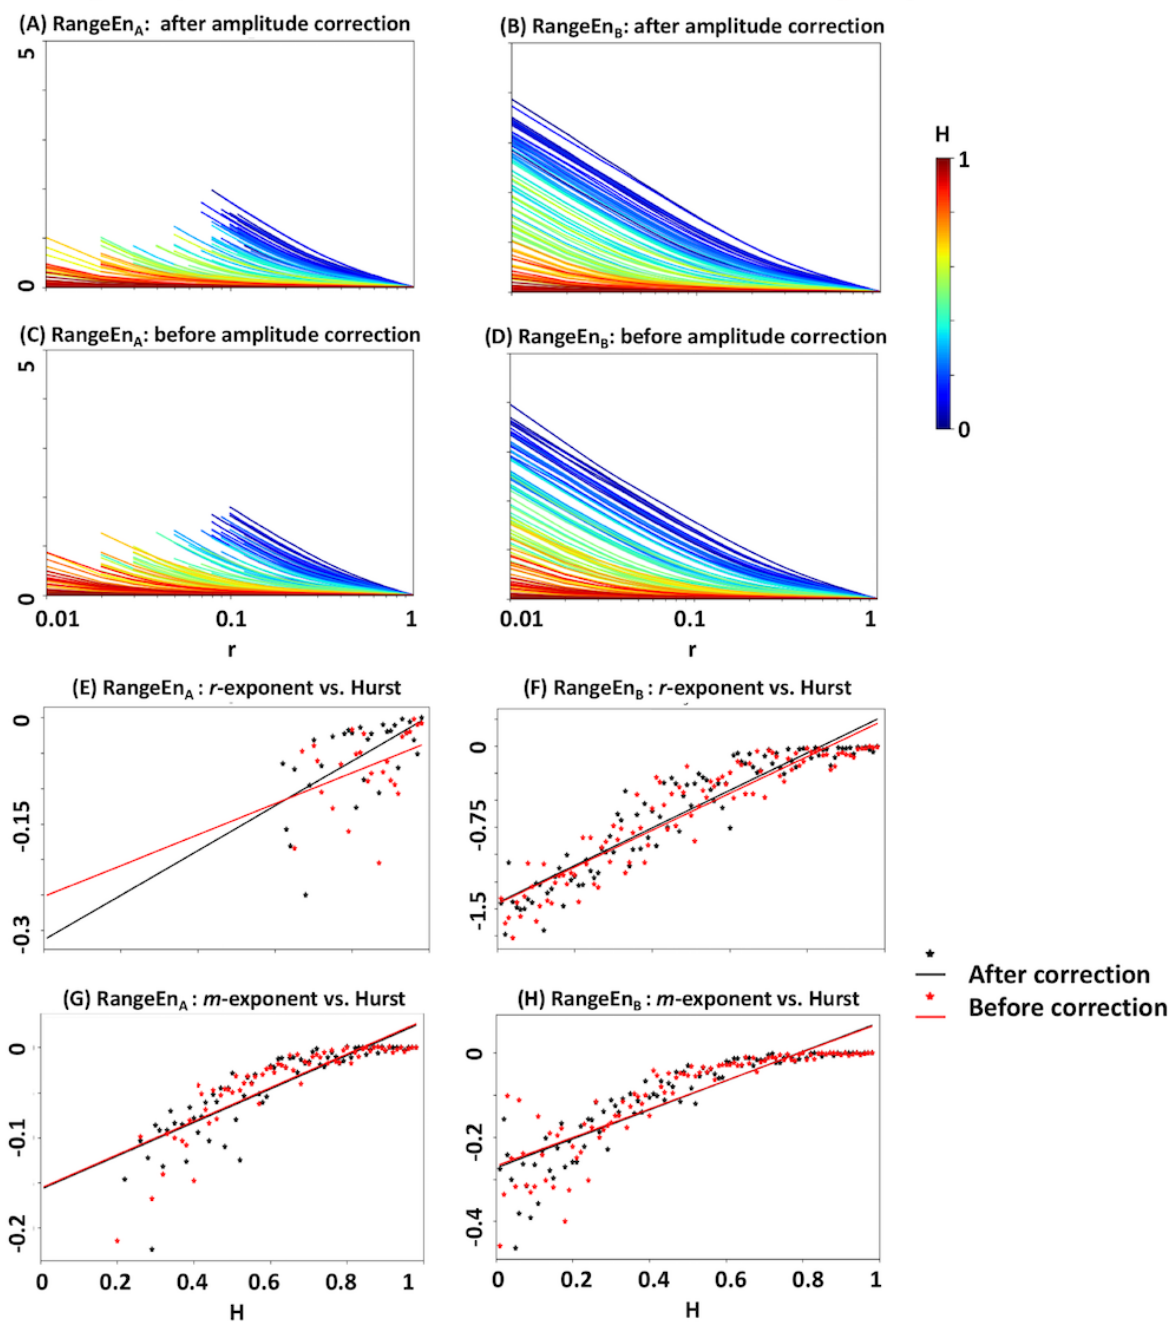 (A) RangeEnA: after amplitude correction
(B) RangeEnB: after amplitude correction
5
0
H
1
0
(C) RangeEnA: before amplitude correction
(D) RangeEnB: before amplitude correction
5
0
0.01 0.1 1
r
0.01 0.1 1
r
(E) RangeEnA : r-exponent vs. Hurst
(F) RangeEnB : r-exponent vs. Hurst
0
-0.15
-0.3
0
-0.75
-1.5
After correction
Before correction
(G) RangeEnA : m-exponent vs. Hurst
(H) RangeEnB : m-exponent vs. Hurst
0
-0.1
-0.2
0
-0.2
-0.4
0 0.2 0.4 0.6 0.8 1
H
0 0.2 0.4 0.6 0.8 1
H